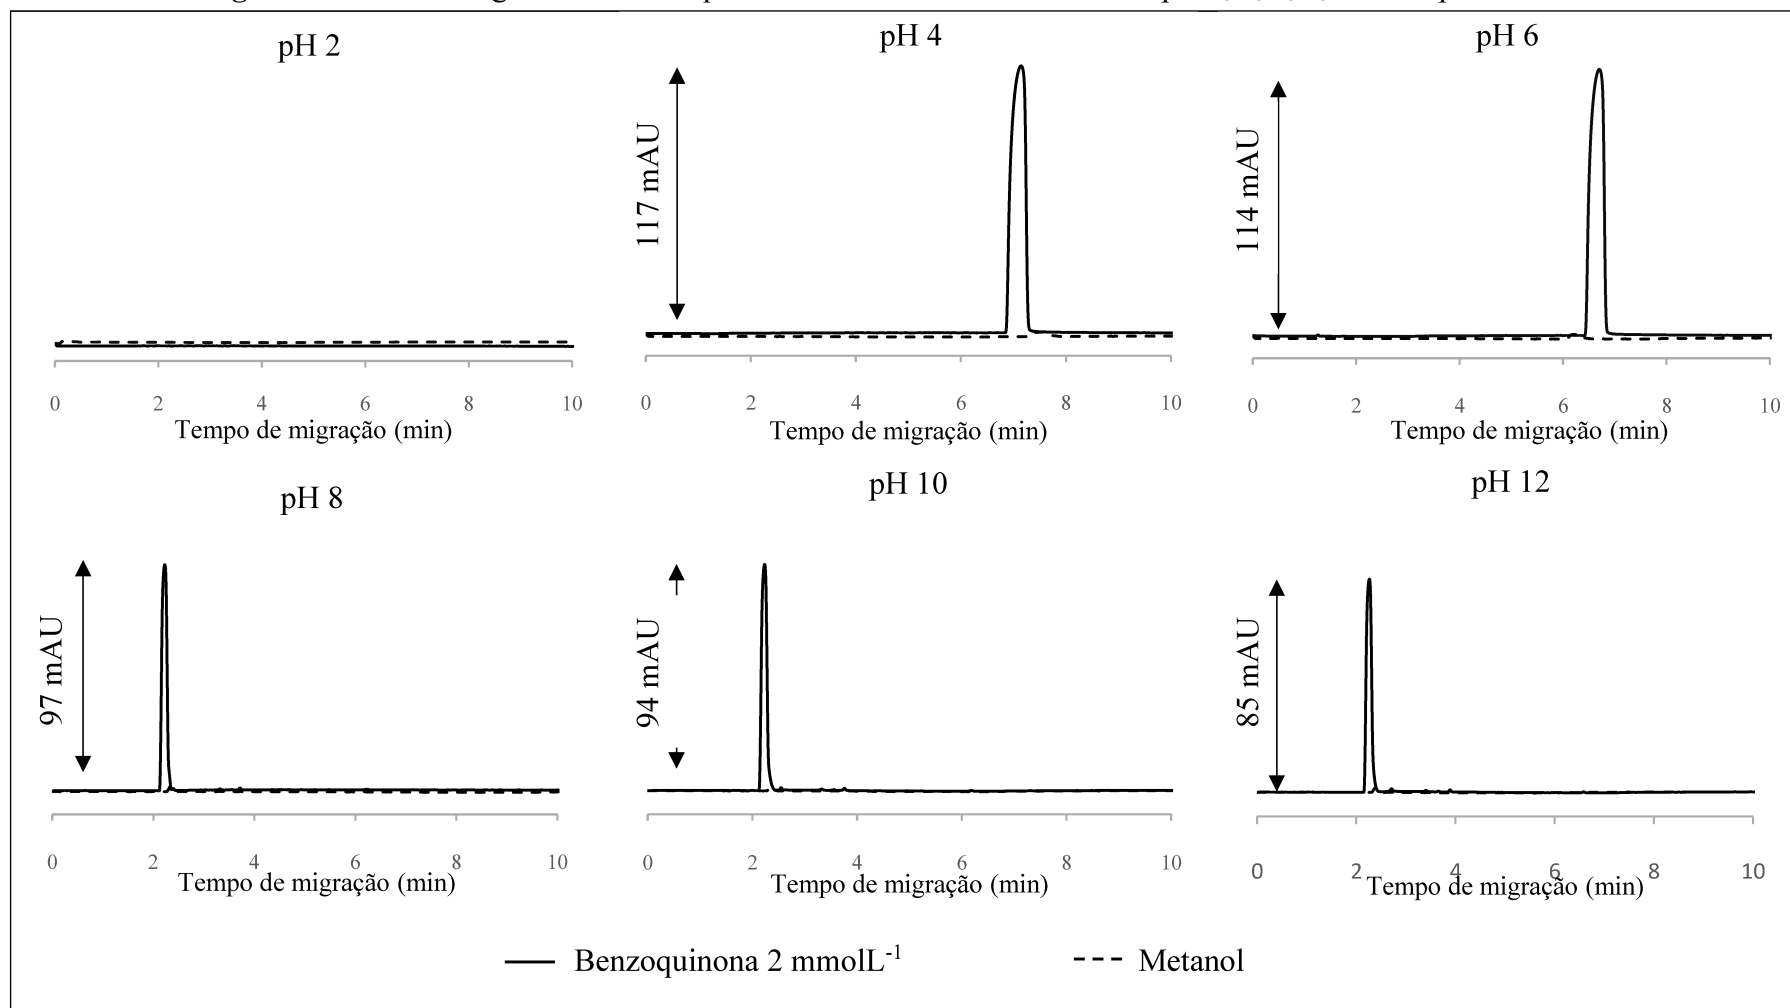 pH 2
pH 4
pH 6
117 mAU
114 mAU
0 2 4 6 8 10
0 2 4 6 8 10
0 2 4 6 8 10
Tempo de migração (min)
Tempo de migração (min)
Tempo de migração (min)
pH 8
pH 10
pH 12
97 mAU
94 mAU
85 mAU
0 2 4 6 8 10
0 2 4 6 8 10
0 2 4 6 8 10
Tempo de migração (min)
Tempo de migração (min)
Tempo de migração (min)
Benzoquinona 2 mmolL⁻¹
Metanol